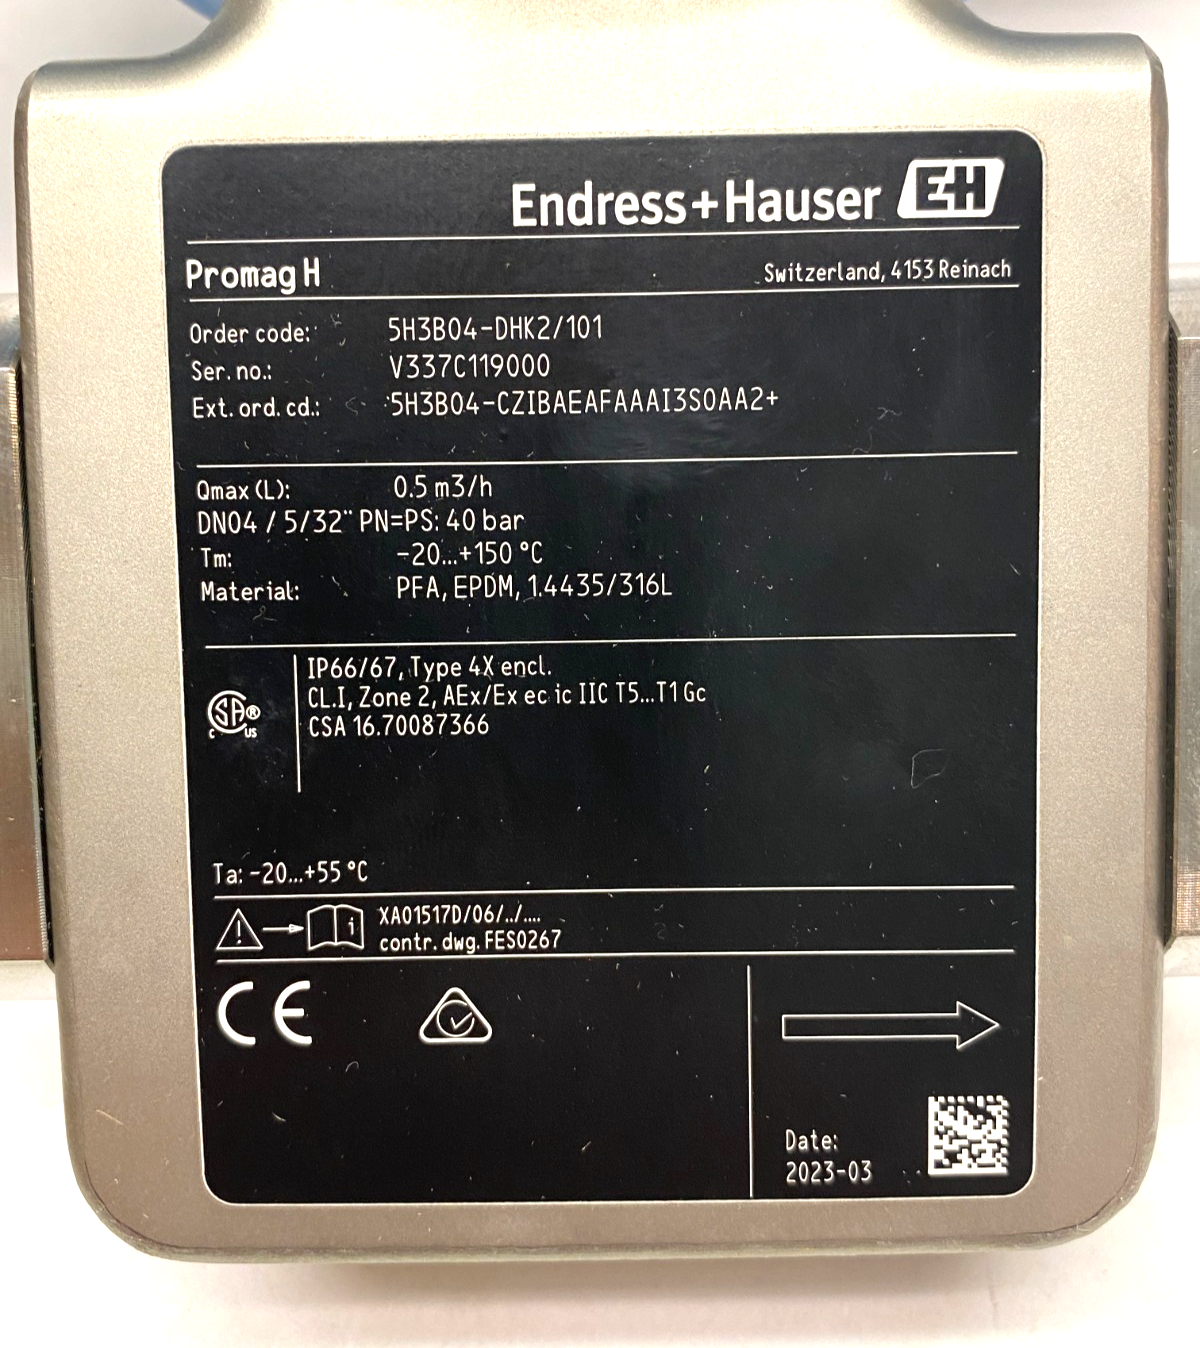 Endress+Hauser EH
Promag H
Switzerland, 4153 Reinach
Order code: 5H3B04-DHK2/101
Ser. no.: V337C119000
Ext. ord. cd.: 5H3B04-CZIBAEAFAAAI3S0AA2+
Qmax (L): 0.5 m3/h
DN04 / 5/32" PN=PS: 40 bar
Tm: -20...+150 °C
Material: PFA, EPDM, 1.4435/316L
IP66/67, Type 4X encl.
CL.I, Zone 2, AEx/Ex ec ic IIC T5...T1 Gc
CSA 16.70087366
SA®
c us
Ta: -20...+55 °C
XA01517D/06/../....
contr. dwg. FES0267
CE
Date:
2023-03